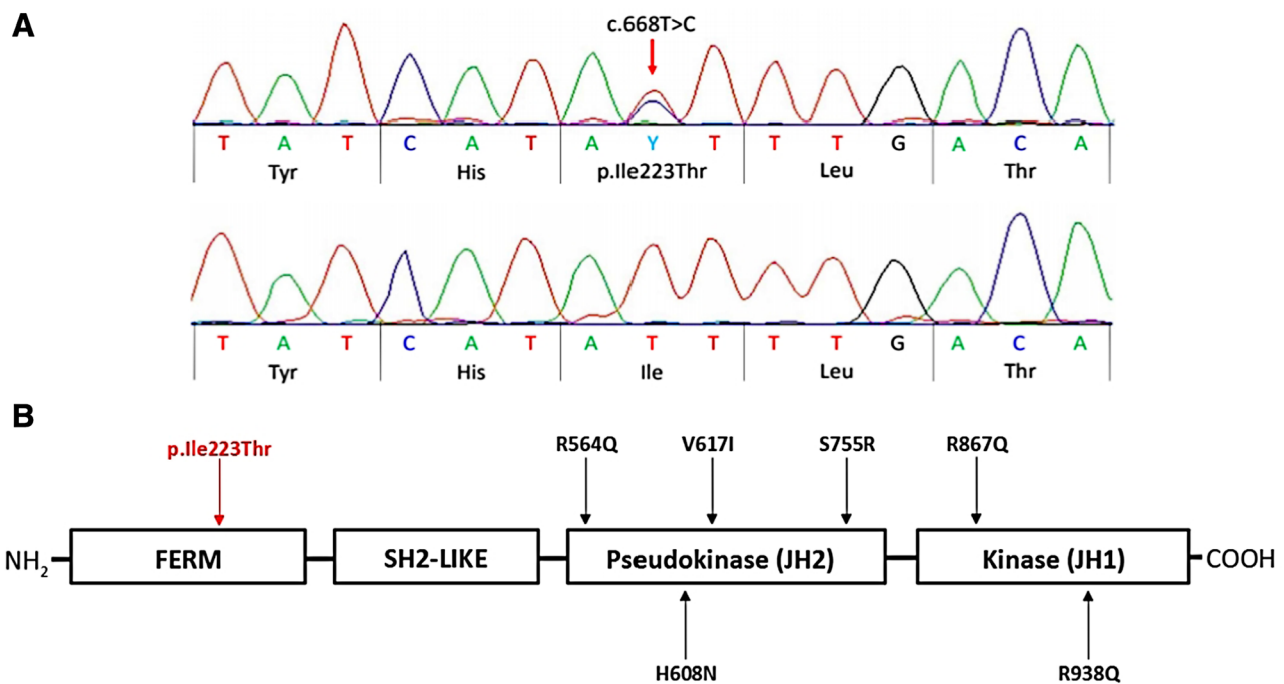 A
c.668T>C
T A T C A T A Y T T T G A C A
Tyr His p.Ile223Thr Leu Thr
T A T C A T A T T T T G A C A
Tyr His Ile Leu Thr
B
p.Ile223Thr R564Q V617I S755R R867Q
NH2 FERM SH2-LIKE Pseudokinase (JH2) Kinase (JH1) COOH
H608N R938Q